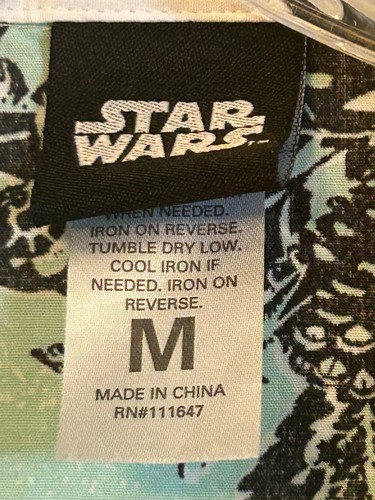 STAR
WARS
WHEN NEEDED.
IRON ON REVERSE.
TUMBLE DRY LOW.
COOL IRON IF
NEEDED. IRON ON
REVERSE.
M
MADE IN CHINA
RN#111647